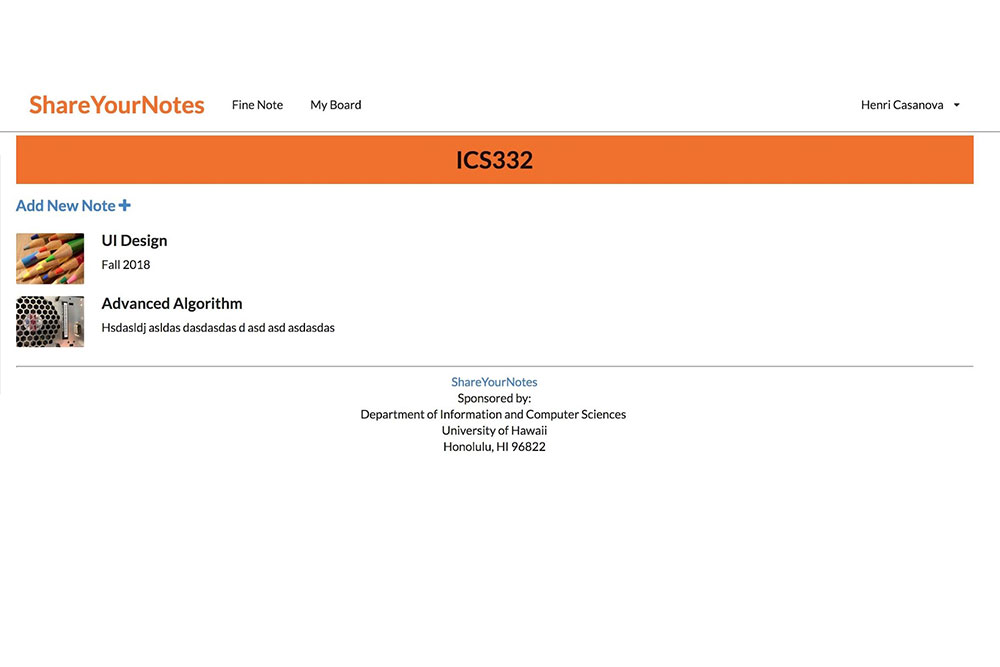 ShareYourNotes Fine Note My Board Henri Casanova
ICS332
Add New Note
UI Design
Fall 2018
Advanced Algorithm
Hsdasldj asldas dasdasdas d asd asd asdasdas
ShareYourNotes
Sponsored by:
Department of Information and Computer Sciences
University of Hawaii
Honolulu, HI 96822